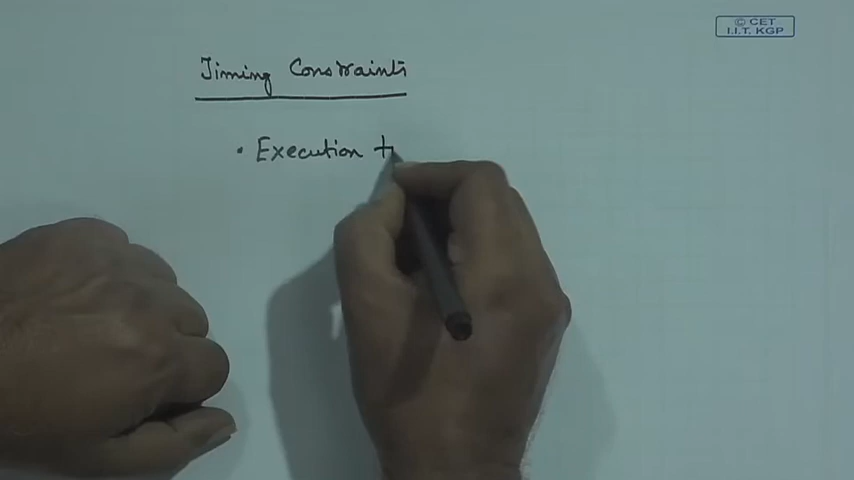 © CET
I.I.T. KGP
Timing Constraints
• Execution